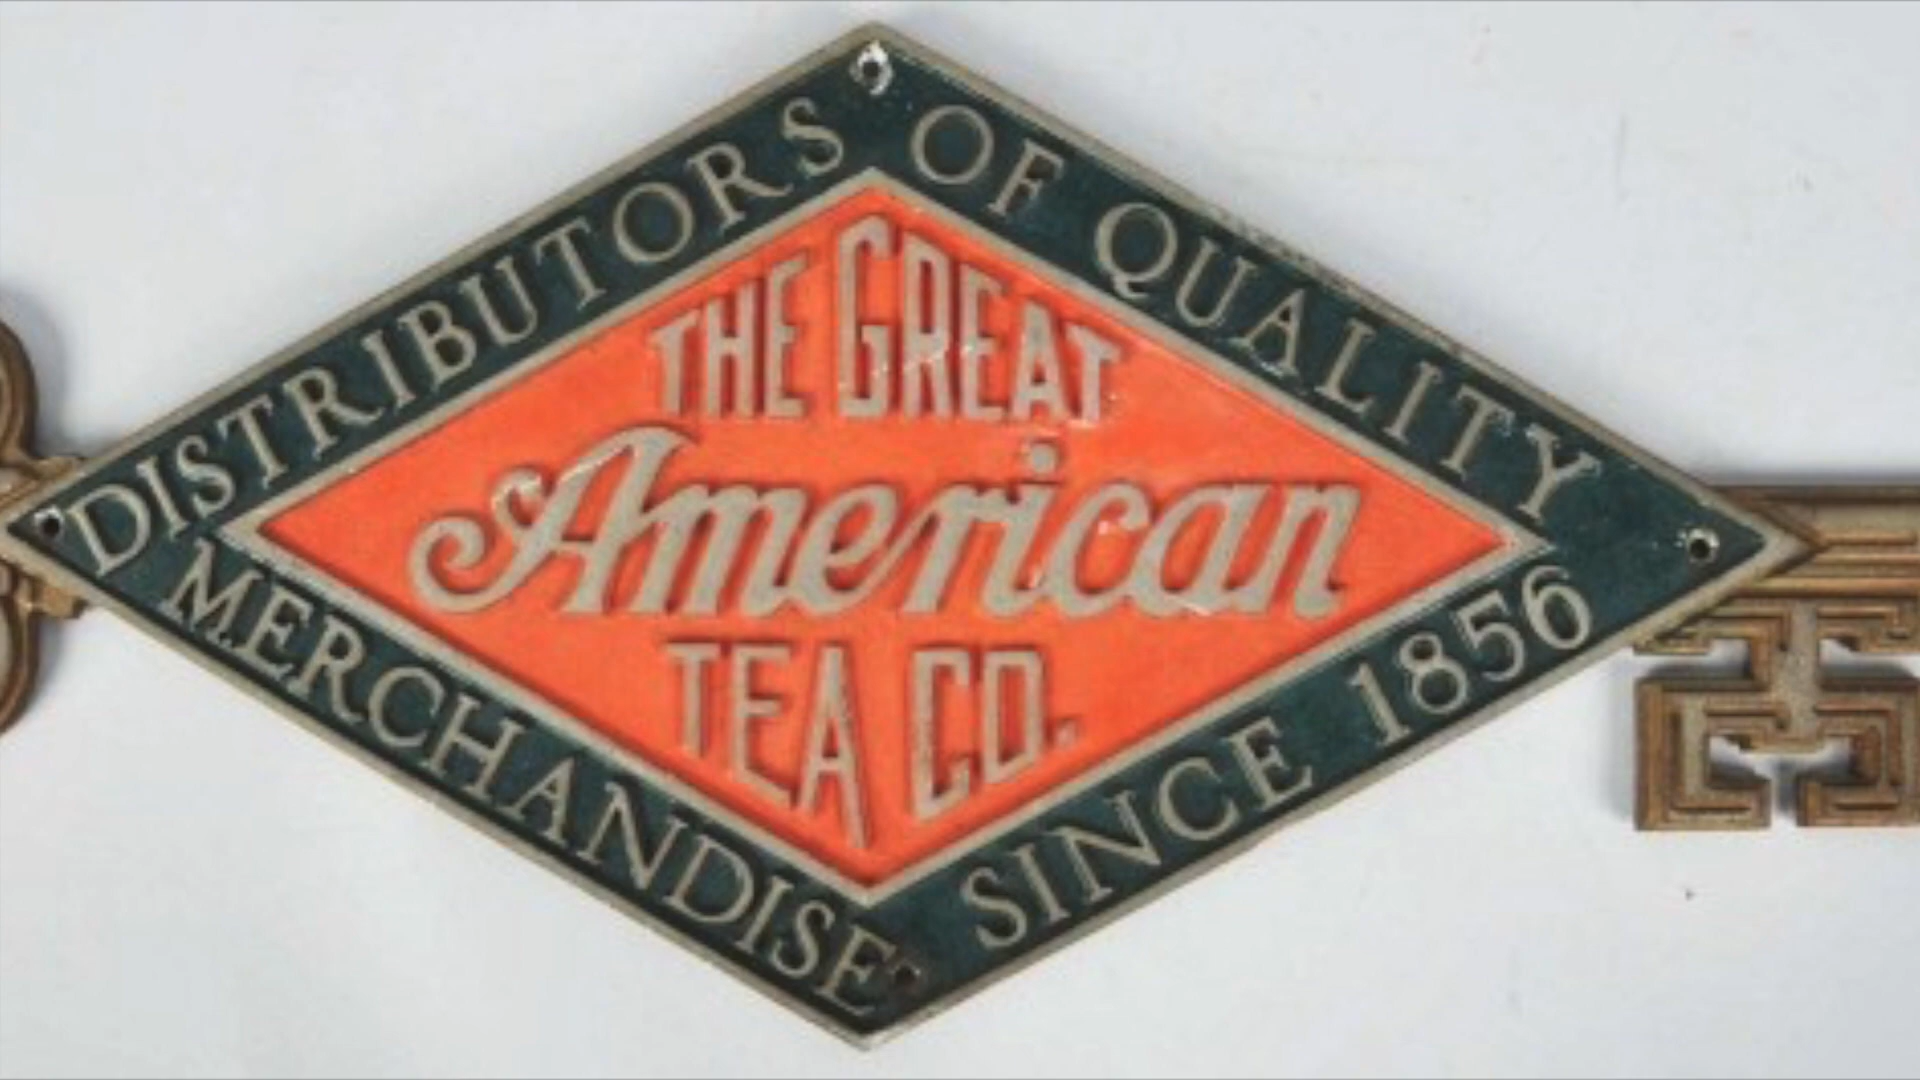 DISTRIBUTORS OF QUALITY
MERCHANDISE SINCE 1856
THE GREAT
American
TEA CO.